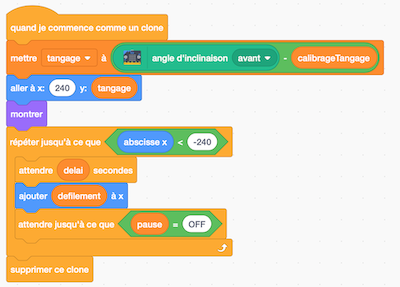 quand je commence comme un clone
mettre tangage à angle d'inclinaison avant - calibrageTangage
aller à x: 240 y: tangage
montrer
répéter jusqu'à ce que abscisse x < -240
attendre delai secondes
ajouter defilement à x
attendre jusqu'à ce que pause = OFF
supprimer ce clone